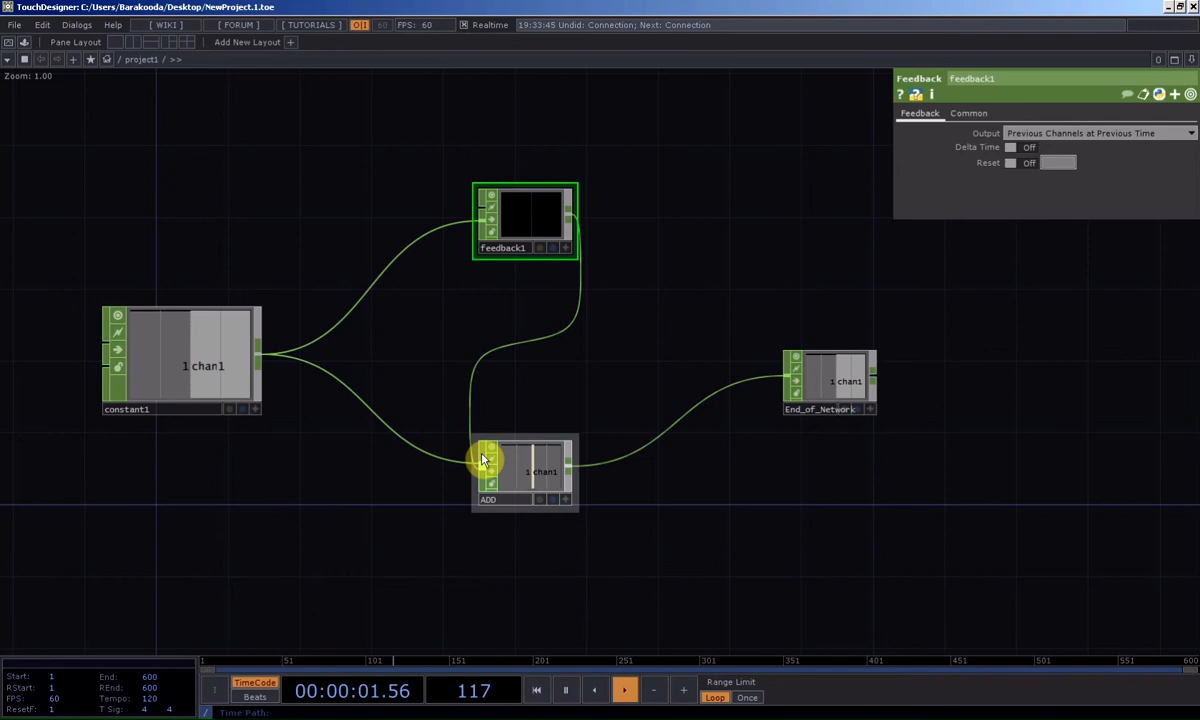 TouchDesigner: C:/Users/Barakooda/Desktop/NewProject.1.toe
File Edit Dialogs Help [ WIKI ] [ FORUM ] [ TUTORIALS ] O|I 60 FPS: 60 Realtime 19:33:45 Undid: Connection; Next: Connection
Pane Layout Add New Layout +
/ project1 / >> 0
Zoom: 1.00
Feedback feedback1
Feedback Common
Output Previous Channels at Previous Time
Delta Time Off
Reset Off
feedback1
1 chan1
constant1
1 chan1
End_of_Network
1 chan1
ADD
1 51 101 151 201 251 301 351 401 451 501 551 600
Start: 1 End: 600
RStart: 1 REnd: 600
FPS: 60 Tempo: 120
ResetF: 1 T Sig: 4 4
TimeCode
Beats
00:00:01.56
117
Range Limit
Loop Once
/ Time Path: